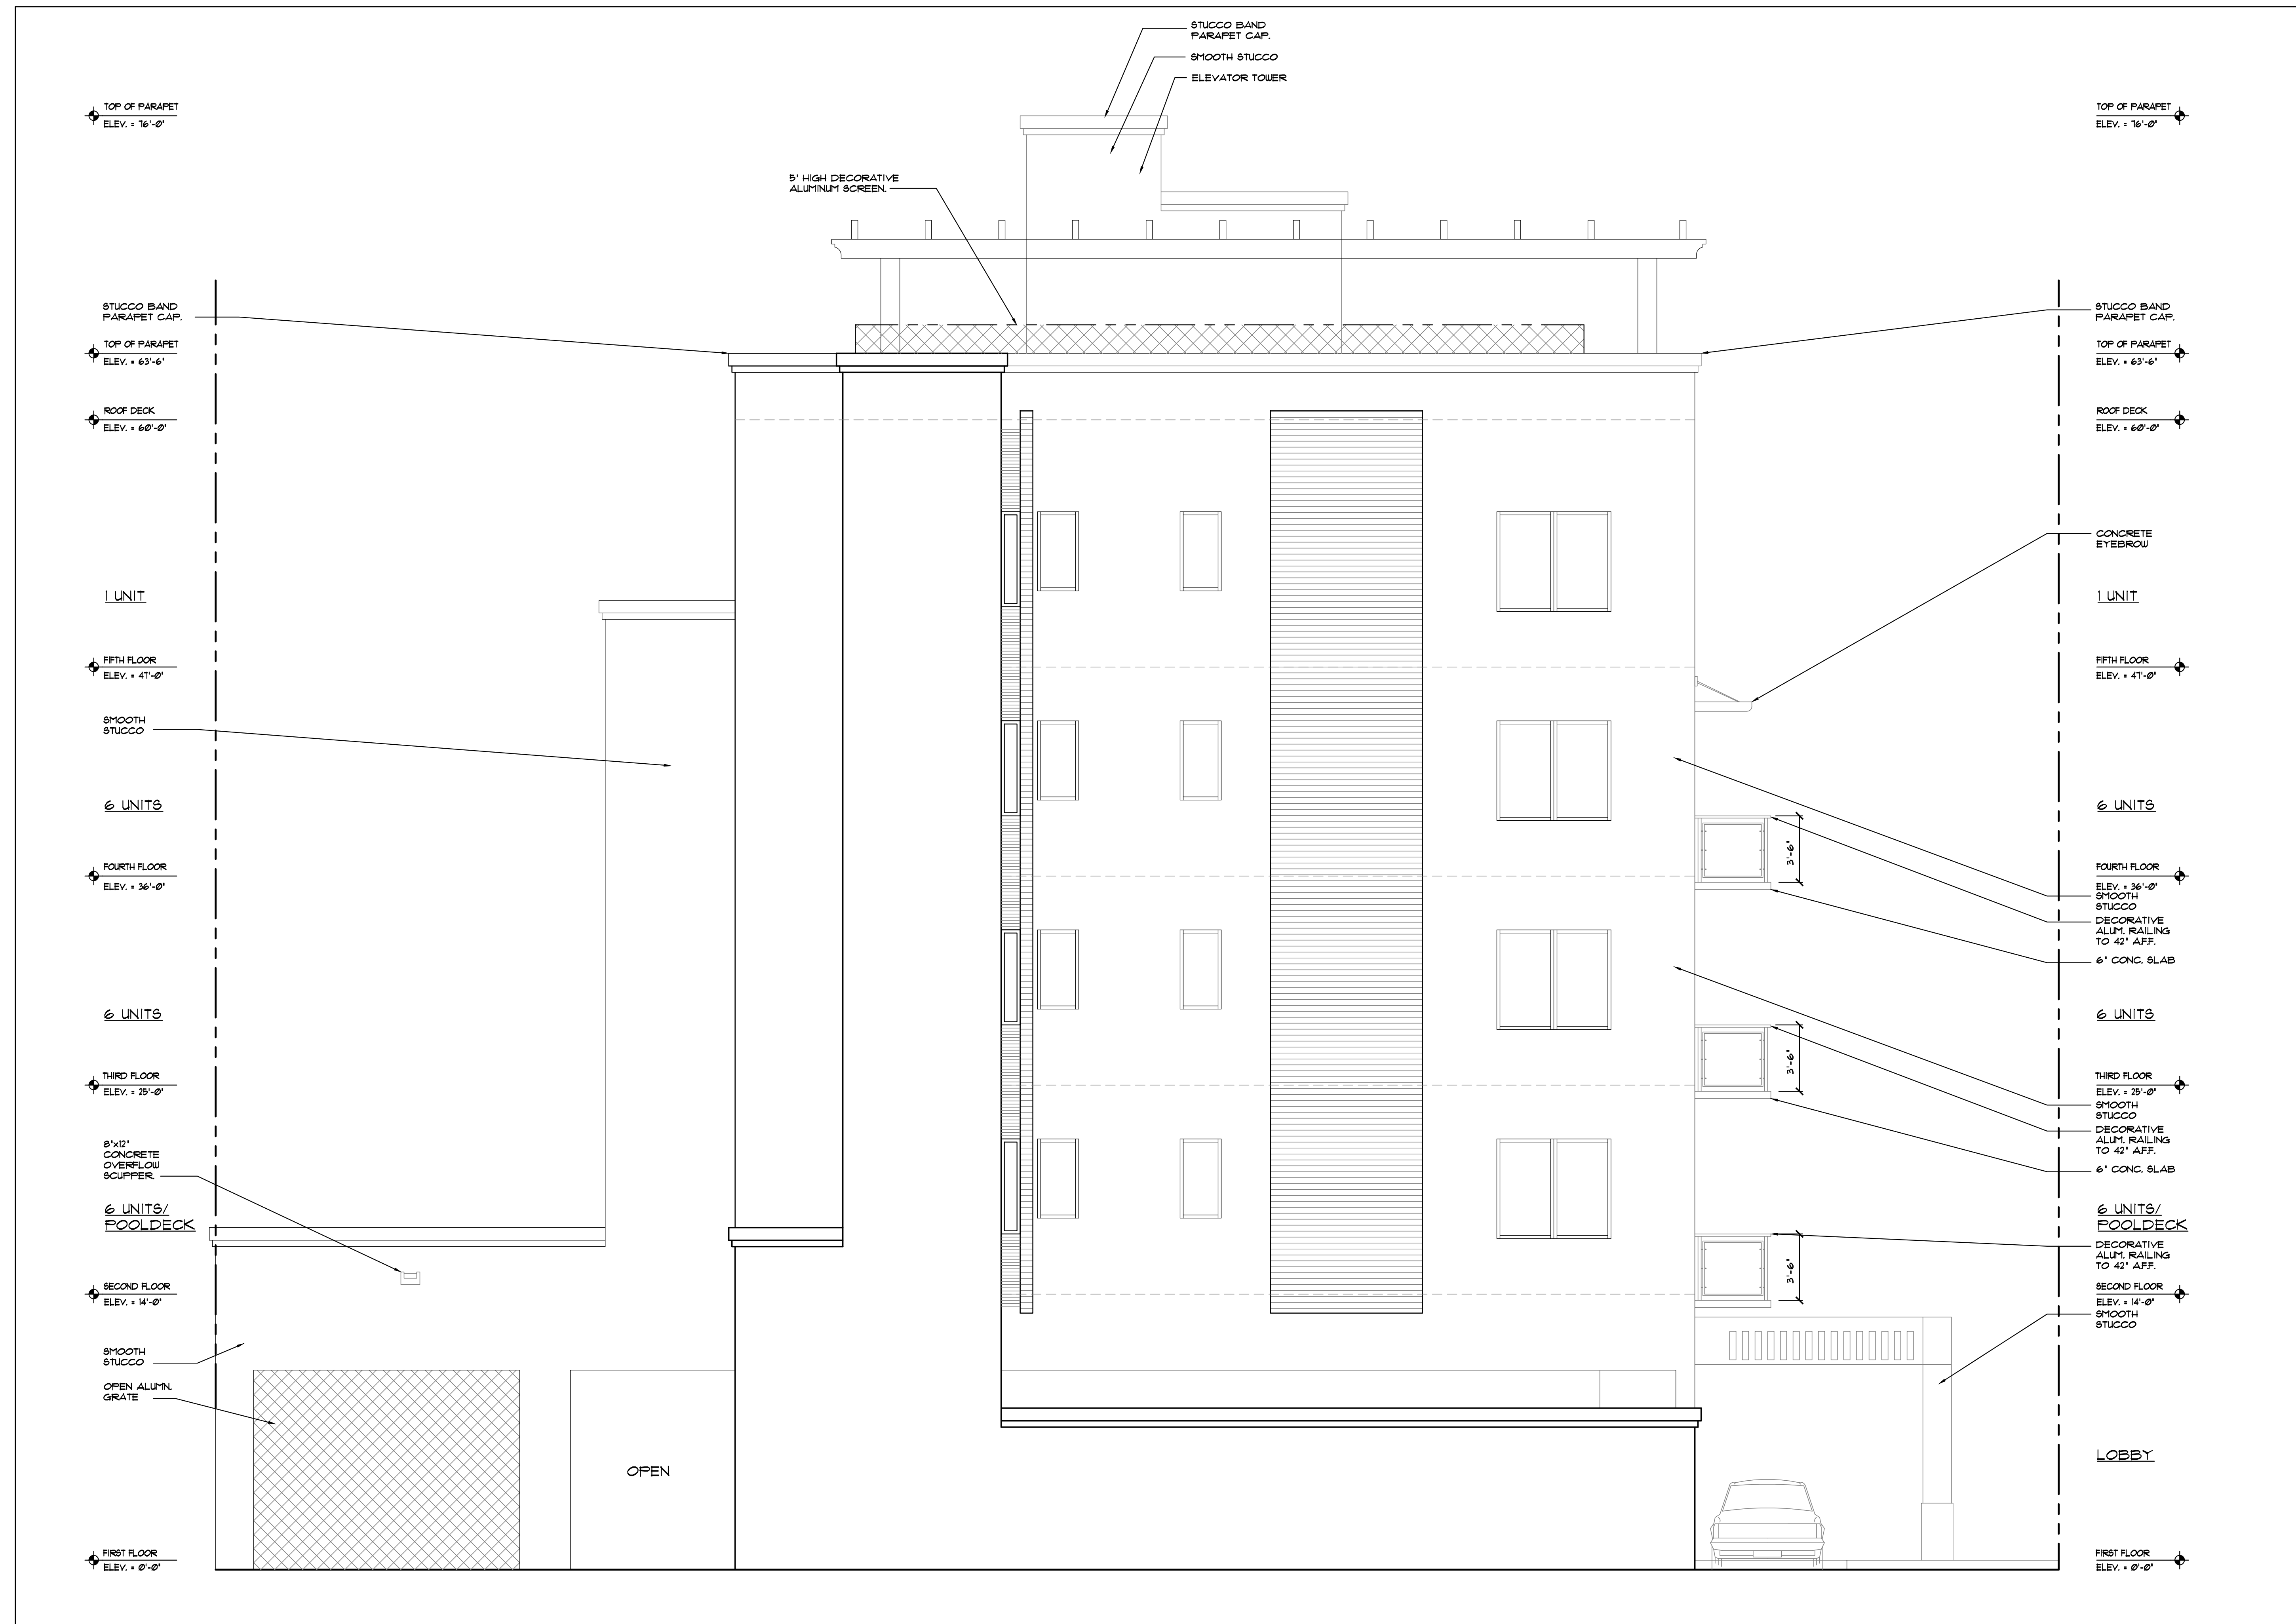 STUCCO BAND
PARAPET CAP.
SMOOTH STUCCO
ELEVATOR TOWER
5' HIGH DECORATIVE
ALUMINUM SCREEN.
TOP OF PARAPET
ELEV. = 76'-0"
STUCCO BAND
PARAPET CAP.
TOP OF PARAPET
ELEV. = 63'-6"
ROOF DECK
ELEV. = 60'-0"
1 UNIT
FIFTH FLOOR
ELEV. = 47'-0"
SMOOTH
STUCCO
6 UNITS
FOURTH FLOOR
ELEV. = 36'-0"
6 UNITS
THIRD FLOOR
ELEV. = 25'-0"
8"x12"
CONCRETE
OVERFLOW
SCUPPER.
6 UNITS/
POOLDECK
SECOND FLOOR
ELEV. = 14'-0"
SMOOTH
STUCCO
OPEN ALUMN.
GRATE
FIRST FLOOR
ELEV. = 0'-0"
OPEN
3'-6"
3'-6"
3'-6"
TOP OF PARAPET
ELEV. = 76'-0"
STUCCO BAND
PARAPET CAP.
TOP OF PARAPET
ELEV. = 63'-6"
ROOF DECK
ELEV. = 60'-0"
CONCRETE
EYEBROW
1 UNIT
FIFTH FLOOR
ELEV. = 47'-0"
6 UNITS
FOURTH FLOOR
ELEV. = 36'-0"
SMOOTH
STUCCO
DECORATIVE
ALUM. RAILING
TO 42" A.F.F.
6" CONC. SLAB
6 UNITS
THIRD FLOOR
ELEV. = 25'-0"
SMOOTH
STUCCO
DECORATIVE
ALUM. RAILING
TO 42" A.F.F.
6" CONC. SLAB
6 UNITS/
POOLDECK
DECORATIVE
ALUM. RAILING
TO 42" A.F.F.
SECOND FLOOR
ELEV. = 14'-0"
SMOOTH
STUCCO
LOBBY
FIRST FLOOR
ELEV. = 0'-0"